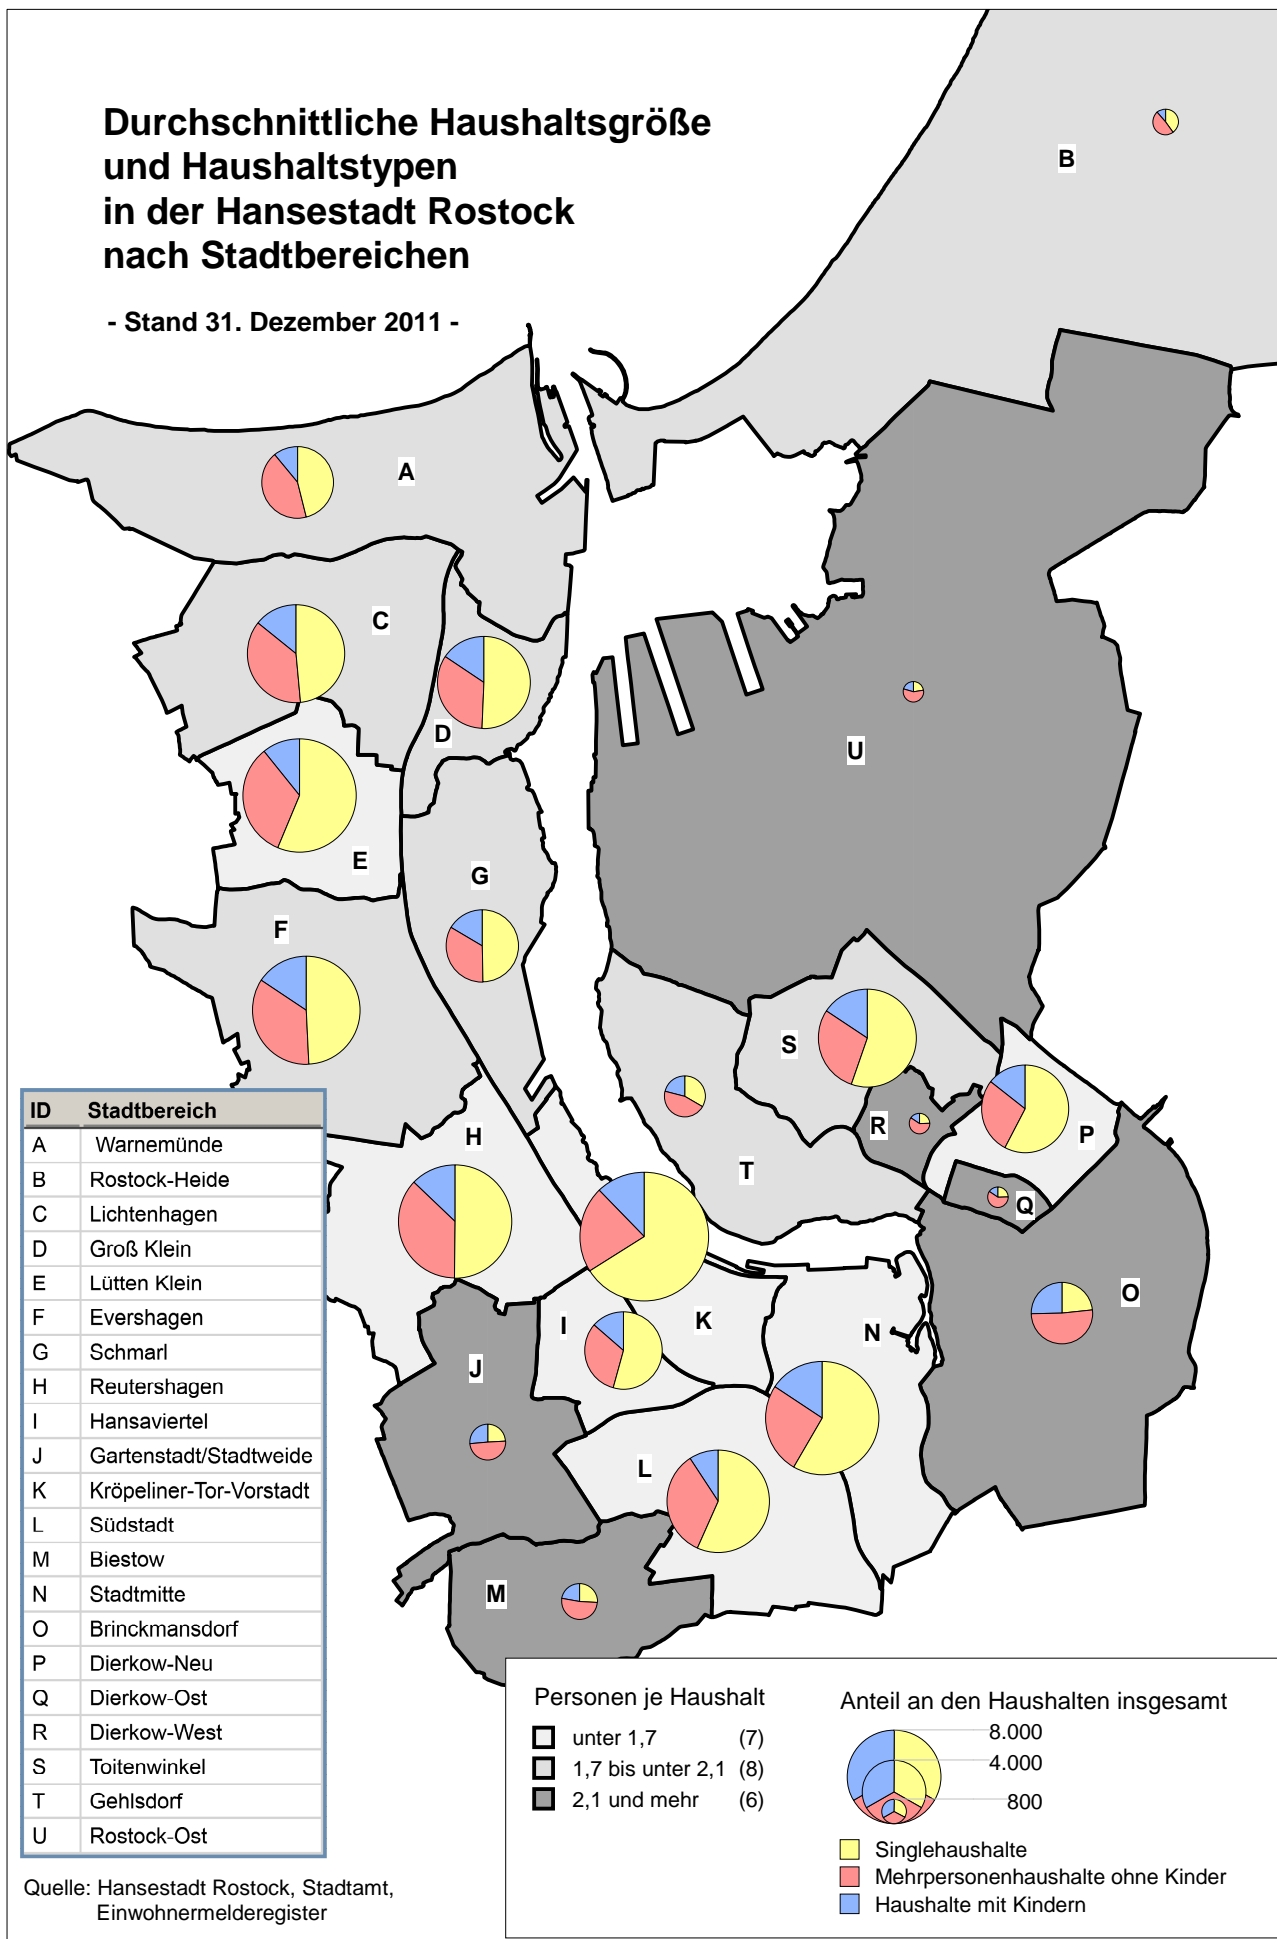 Durchschnittliche Haushaltsgröße
und Haushaltstypen
in der Hansestadt Rostock
nach Stadtbereichen
- Stand 31. Dezember 2011 -
B
A
C
D
U
E
G
F
S
H
R
P
T
Q
O
I
K
N
J
L
M
ID Stadtbereich
A Warnemünde
B Rostock-Heide
C Lichtenhagen
D Groß Klein
E Lütten Klein
F Evershagen
G Schmarl
H Reutershagen
I Hansaviertel
J Gartenstadt/Stadtweide
K Kröpeliner-Tor-Vorstadt
L Südstadt
M Biestow
N Stadtmitte
O Brinckmansdorf
P Dierkow-Neu
Q Dierkow-Ost
R Dierkow-West
S Toitenwinkel
T Gehlsdorf
U Rostock-Ost
Quelle: Hansestadt Rostock, Stadtamt,
Einwohnermelderegister
Personen je Haushalt
unter 1,7 (7)
1,7 bis unter 2,1 (8)
2,1 und mehr (6)
Anteil an den Haushalten insgesamt
8.000
4.000
800
Singlehaushalte
Mehrpersonenhaushalte ohne Kinder
Haushalte mit Kindern